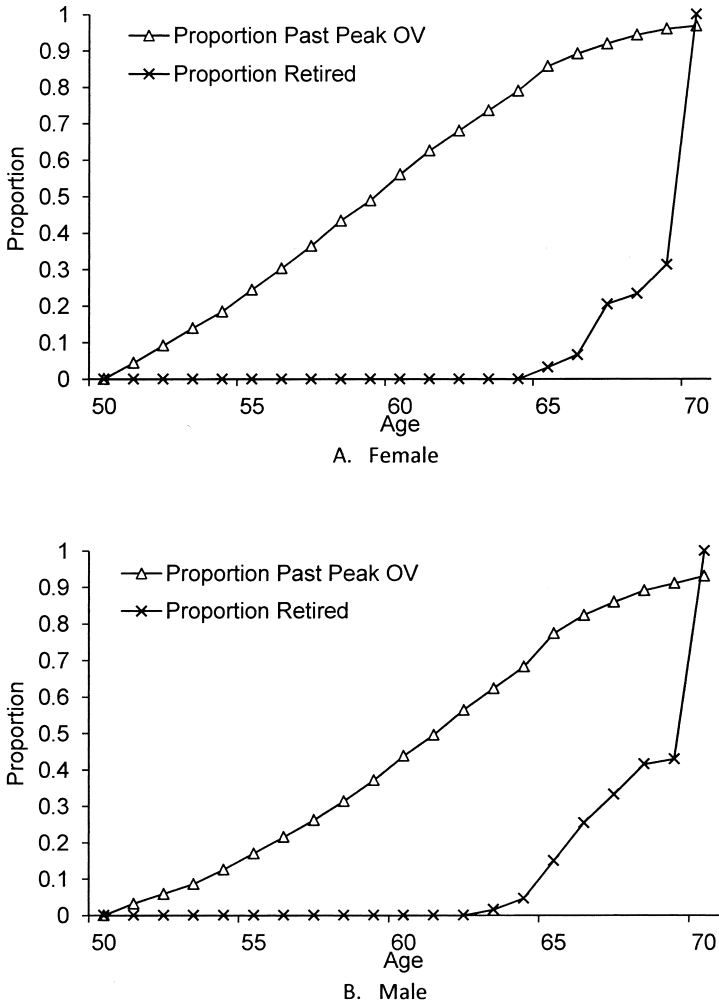 1
0.9
0.8
0.7
0.6
0.5
0.4
0.3
0.2
0.1
0
Proportion
Proportion Past Peak OV
Proportion Retired
50 55 60 65 70
Age
A. Female
1
0.9
0.8
0.7
0.6
0.5
0.4
0.3
0.2
0.1
0
Proportion
Proportion Past Peak OV
Proportion Retired
50 55 60 65 70
Age
B. Male